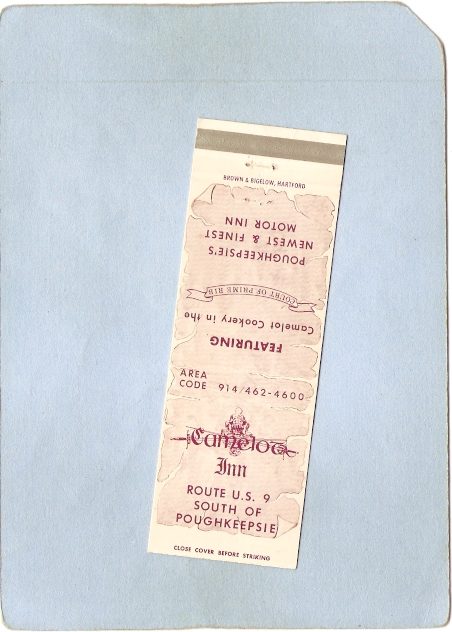 BROWN & BIGELOW, HARTFORD
POUGHKEEPSIE'S
NEWEST & FINEST
MOTOR INN
FEATURING
Camelot Cookery in the
COURT OF PRIME RIB
AREA
CODE 914/462-4600
Camelot
Inn
ROUTE U.S. 9
SOUTH OF
POUGHKEEPSIE
CLOSE COVER BEFORE STRIKING